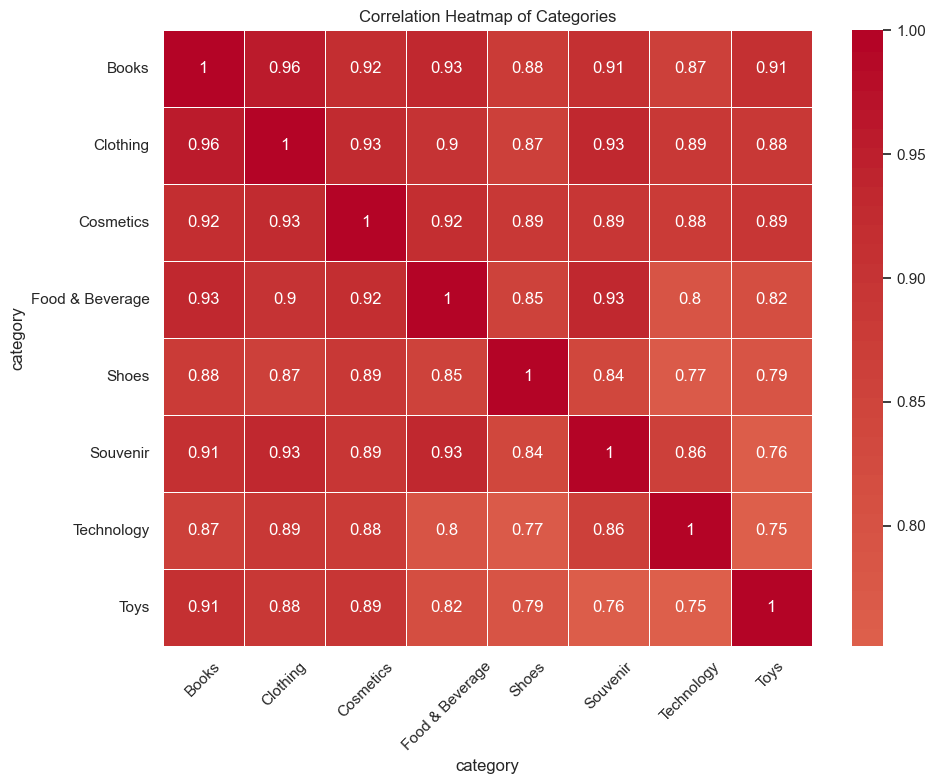 Correlation Heatmap of Categories
category
Books 1 0.96 0.92 0.93 0.88 0.91 0.87 0.91
Clothing 0.96 1 0.93 0.9 0.87 0.93 0.89 0.88
Cosmetics 0.92 0.93 1 0.92 0.89 0.89 0.88 0.89
Food & Beverage 0.93 0.9 0.92 1 0.85 0.93 0.8 0.82
Shoes 0.88 0.87 0.89 0.85 1 0.84 0.77 0.79
Souvenir 0.91 0.93 0.89 0.93 0.84 1 0.86 0.76
Technology 0.87 0.89 0.88 0.8 0.77 0.86 1 0.75
Toys 0.91 0.88 0.89 0.82 0.79 0.76 0.75 1
Books Clothing Cosmetics Food & Beverage Shoes Souvenir Technology Toys
category
1.00
0.95
0.90
0.85
0.80